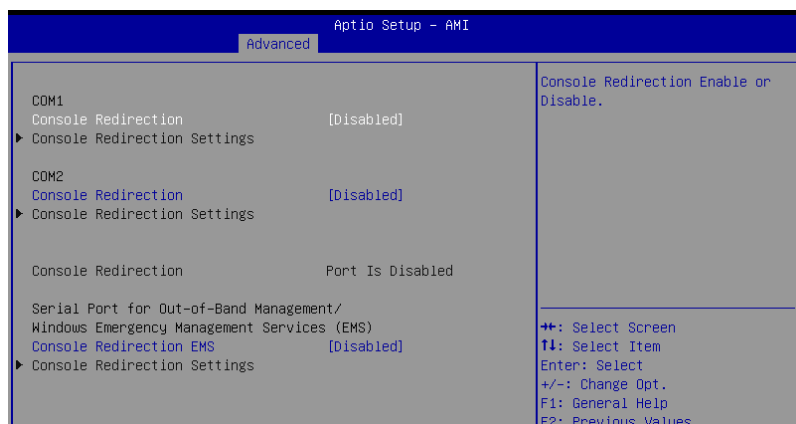 Aptio Setup – AMI
Advanced
COM1
Console Redirection [Disabled]
▶ Console Redirection Settings
COM2
Console Redirection [Disabled]
▶ Console Redirection Settings
Console Redirection Port Is Disabled
Serial Port for Out-of-Band Management/
Windows Emergency Management Services (EMS)
Console Redirection EMS [Disabled]
▶ Console Redirection Settings
Console Redirection Enable or
Disable.
→←: Select Screen
↑↓: Select Item
Enter: Select
+/-: Change Opt.
F1: General Help
F2: Previous Values